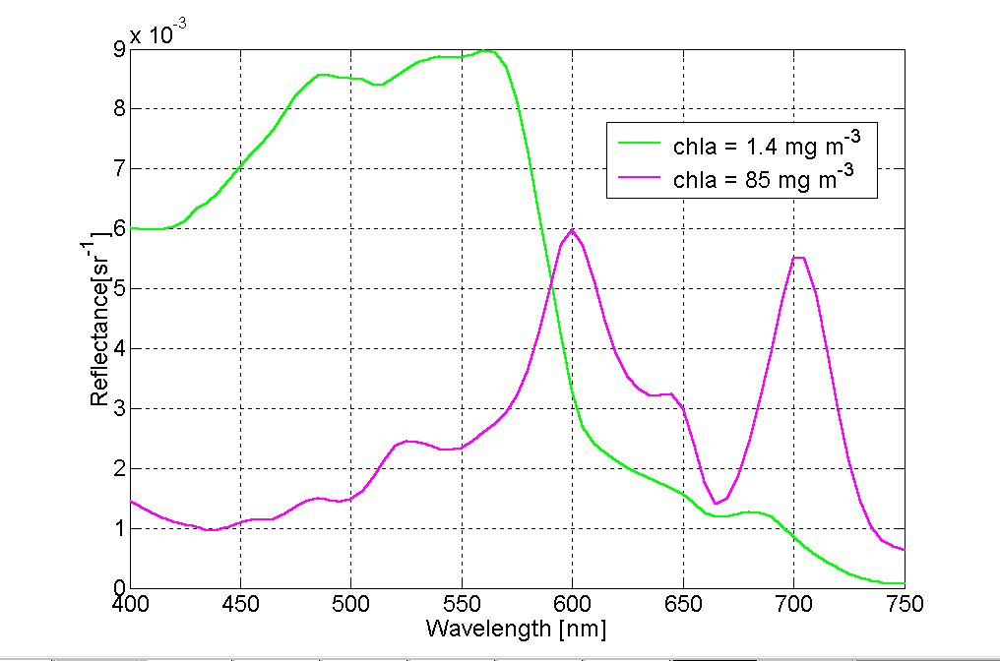 x 10-3
9
8
7
6
5
4
3
2
1
0
Reflectance[sr-1]
chla = 1.4 mg m-3
chla = 85 mg m-3
400 450 500 550 600 650 700 750
Wavelength [nm]